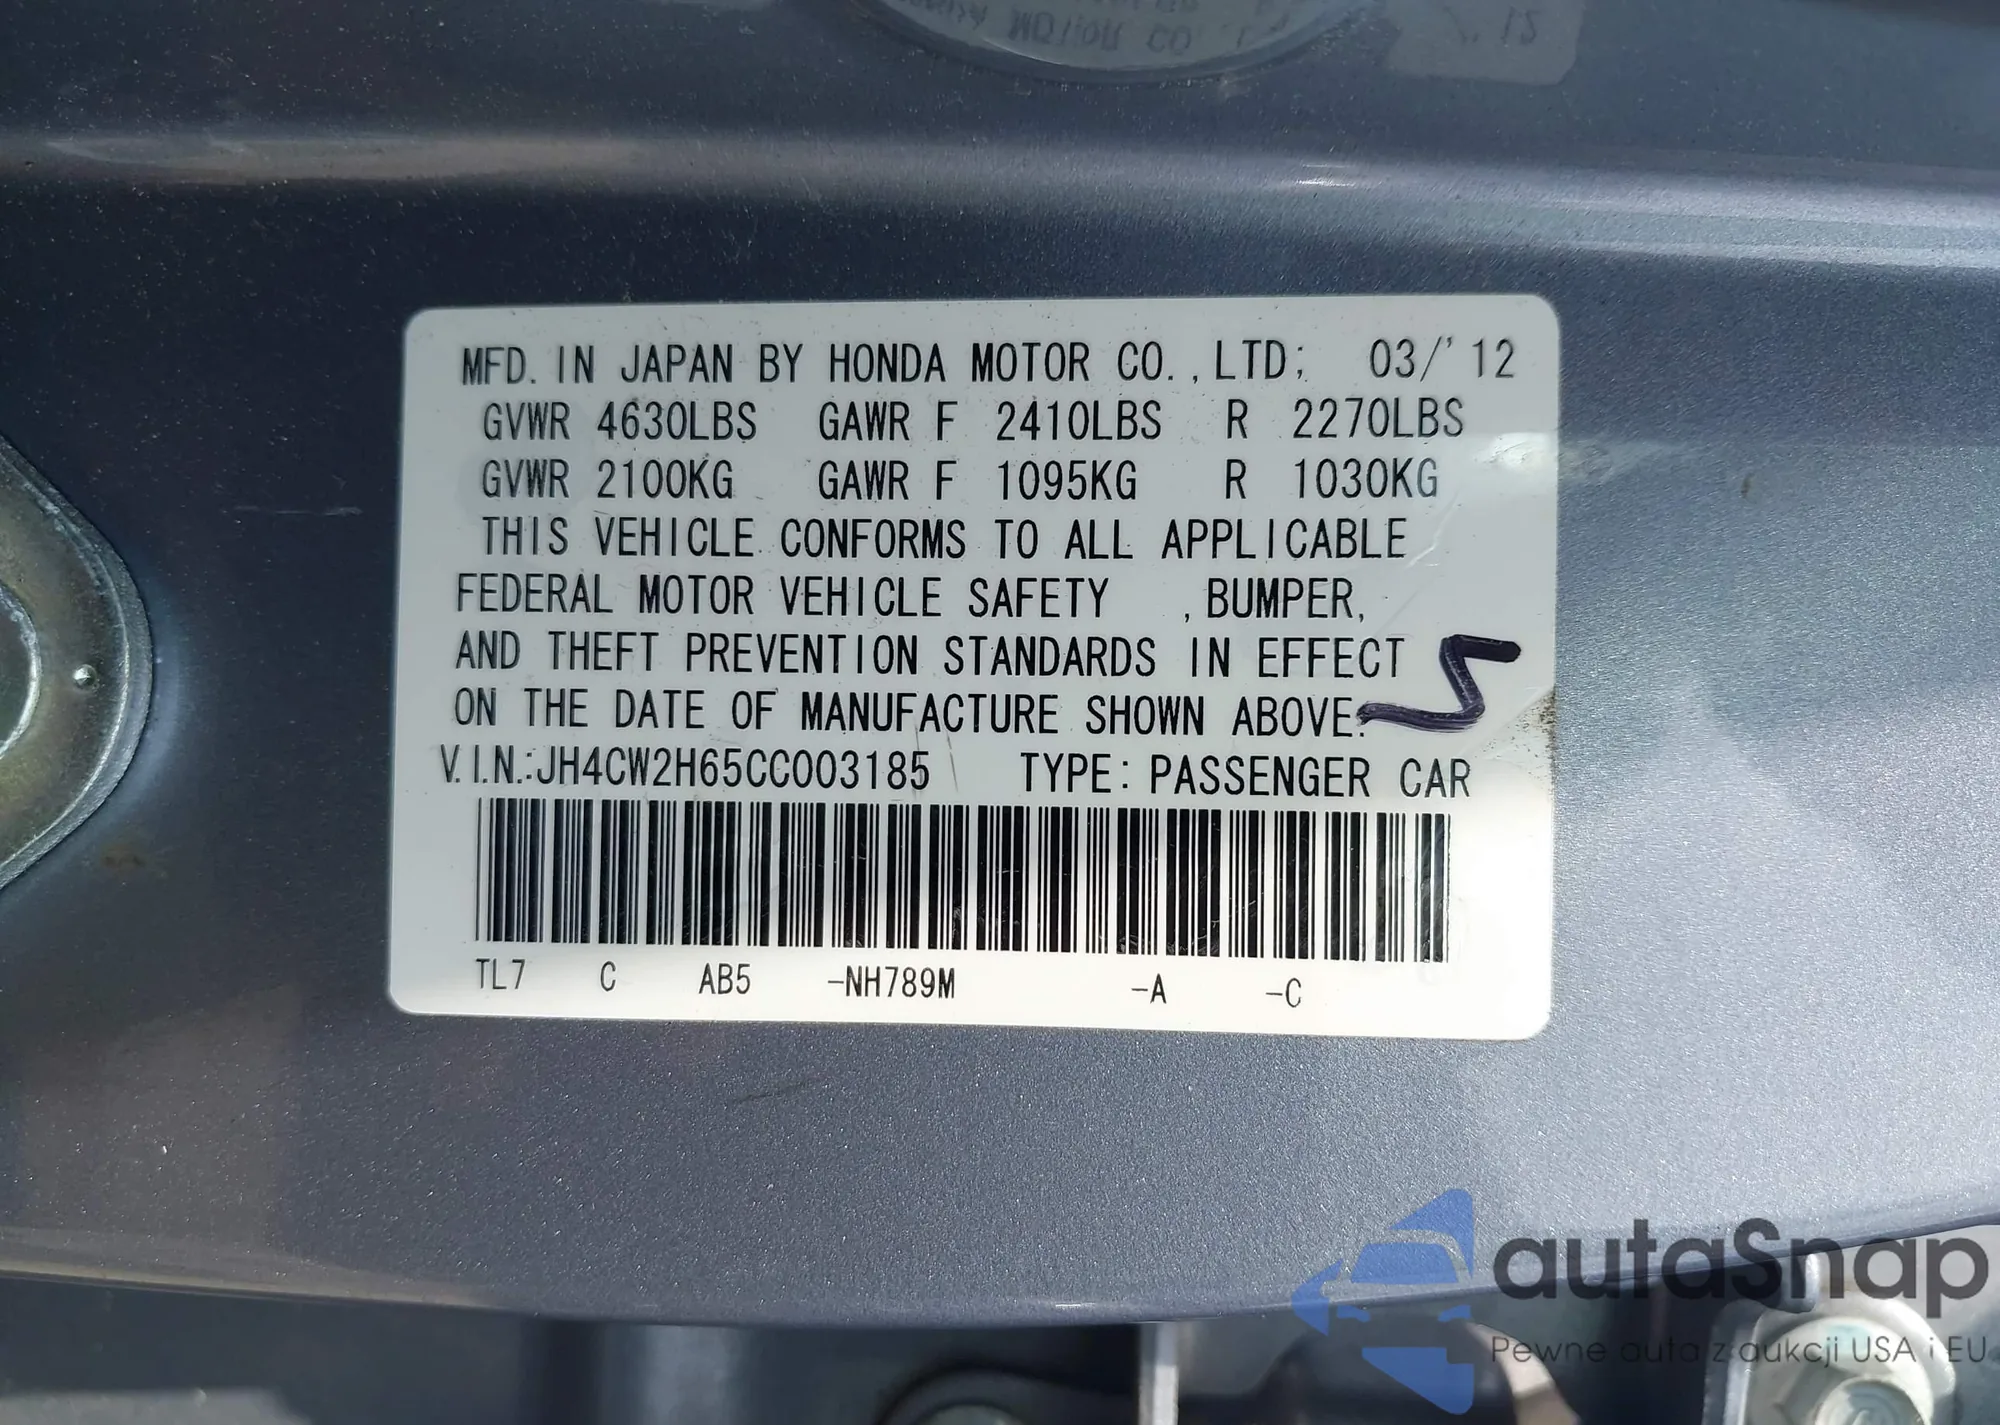 MFD. IN JAPAN BY HONDA MOTOR CO., LTD; 03/'12
GVWR 4630LBS GAWR F 2410LBS R 2270LBS
GVWR 2100KG GAWR F 1095KG R 1030KG
THIS VEHICLE CONFORMS TO ALL APPLICABLE
FEDERAL MOTOR VEHICLE SAFETY , BUMPER,
AND THEFT PREVENTION STANDARDS IN EFFECT
ON THE DATE OF MANUFACTURE SHOWN ABOVE.
V.I.N.:JH4CW2H65CC003185 TYPE: PASSENGER CAR
TL7 C AB5 -NH789M -A -C
autaSnap
Pewne auta z aukcji USA i EU